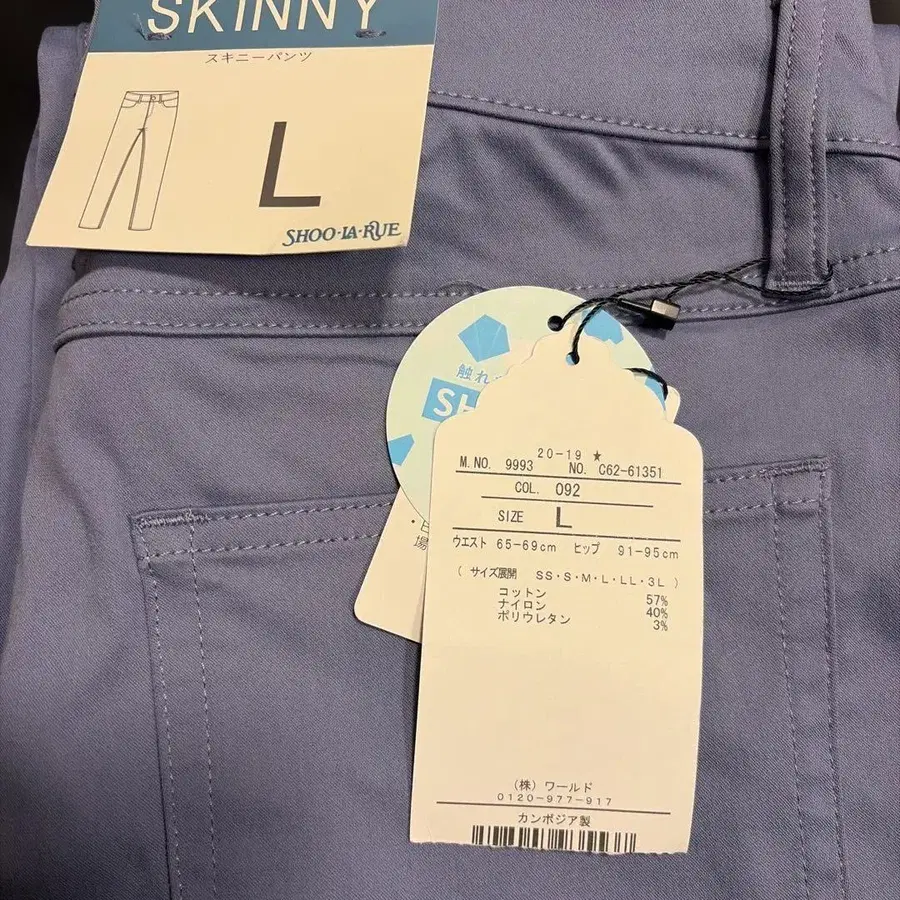 SKINNY
スキニーパンツ
L
SHOO·LA·RUE
触れ
20-19 ★
M.NO. 9993 NO. C62-61351
COL. 092
SIZE L
ウエスト 65-69cm ヒップ 91-95cm
( サイズ展開 SS·S·M·L·LL·3L )
コットン 57%
ナイロン 40%
ポリウレタン 3%
(株)ワールド
0120-977-917
カンボジア製